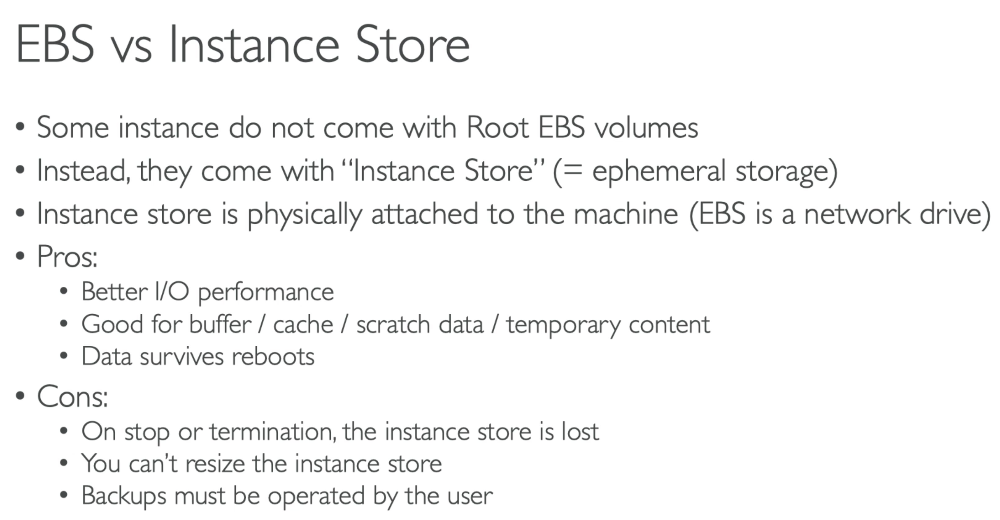 EBS vs Instance Store
• Some instance do not come with Root EBS volumes
• Instead, they come with “Instance Store” (= ephemeral storage)
• Instance store is physically attached to the machine (EBS is a network drive)
• Pros:
• Better I/O performance
• Good for buffer / cache / scratch data / temporary content
• Data survives reboots
• Cons:
• On stop or termination, the instance store is lost
• You can’t resize the instance store
• Backups must be operated by the user